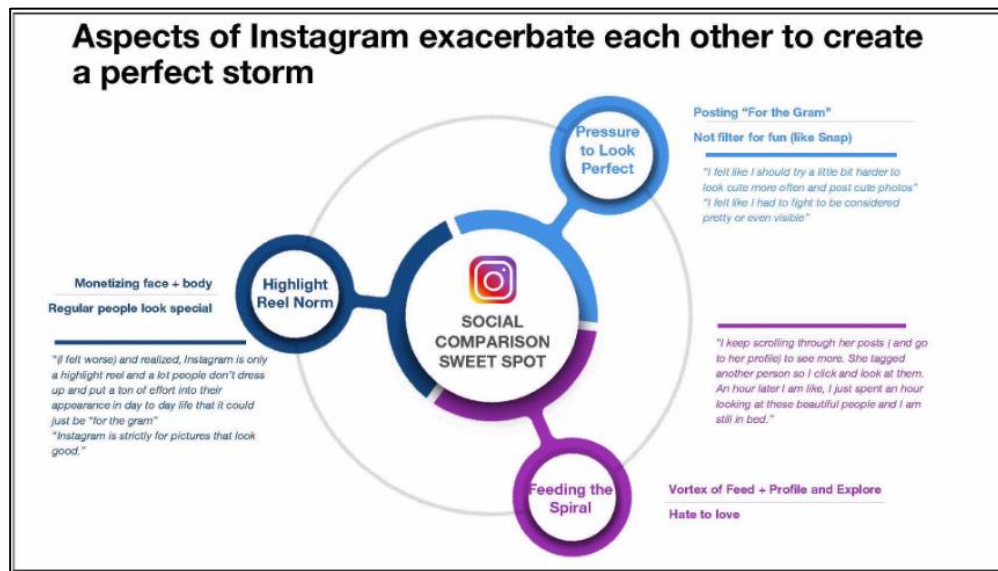 Aspects of Instagram exacerbate each other to create
a perfect storm
Pressure
to Look
Perfect
Posting “For the Gram”
Not filter for fun (like Snap)
"I felt like I should try a little bit harder to
look cute more often and post cute photos"
"I felt like I had to fight to be considered
pretty or even visible"
Highlight
Reel Norm
Monetizing face + body
Regular people look special
"(I felt worse) and realized, Instagram is only
a highlight reel and a lot people don't dress
up and put a ton of effort into their
appearance in day to day life that it could
just be "for the gram"
"Instagram is strictly for pictures that look
good."
SOCIAL
COMPARISON
SWEET SPOT
"I keep scrolling through her posts ( and go
to her profile) to see more. She tagged
another person so I click and look at them.
An hour later I am like, I just spent an hour
looking at these beautiful people and I am
still in bed."
Feeding the
Spiral
Vortex of Feed + Profile and Explore
Hate to love